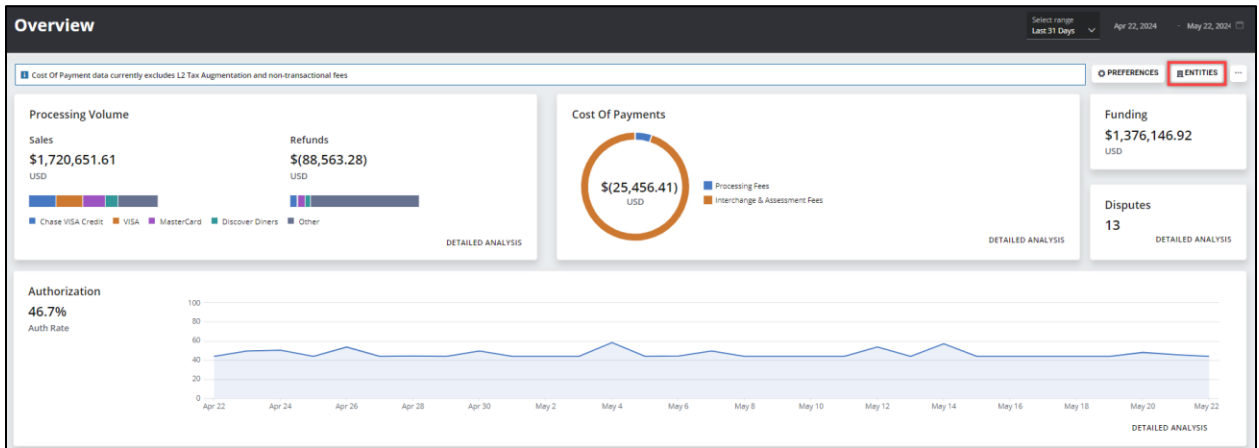 Overview
Select range
Last 31 Days
Apr 22, 2024 - May 22, 2024
Cost Of Payment data currently excludes L2 Tax Augmentation and non-transactional fees
PREFERENCES
ENTITIES
...
Processing Volume
Sales
$1,720,651.61
USD
Refunds
$(88,563.28)
USD
Chase VISA Credit VISA MasterCard Discover Diners Other
DETAILED ANALYSIS
Cost Of Payments
$(25,456.41)
USD
Processing Fees
Interchange & Assessment Fees
DETAILED ANALYSIS
Funding
$1,376,146.92
USD
Disputes
13
DETAILED ANALYSIS
Authorization
46.7%
Auth Rate
100
80
60
40
20
0
Apr 22 Apr 24 Apr 26 Apr 28 Apr 30 May 2 May 4 May 6 May 8 May 10 May 12 May 14 May 16 May 18 May 20 May 22
DETAILED ANALYSIS